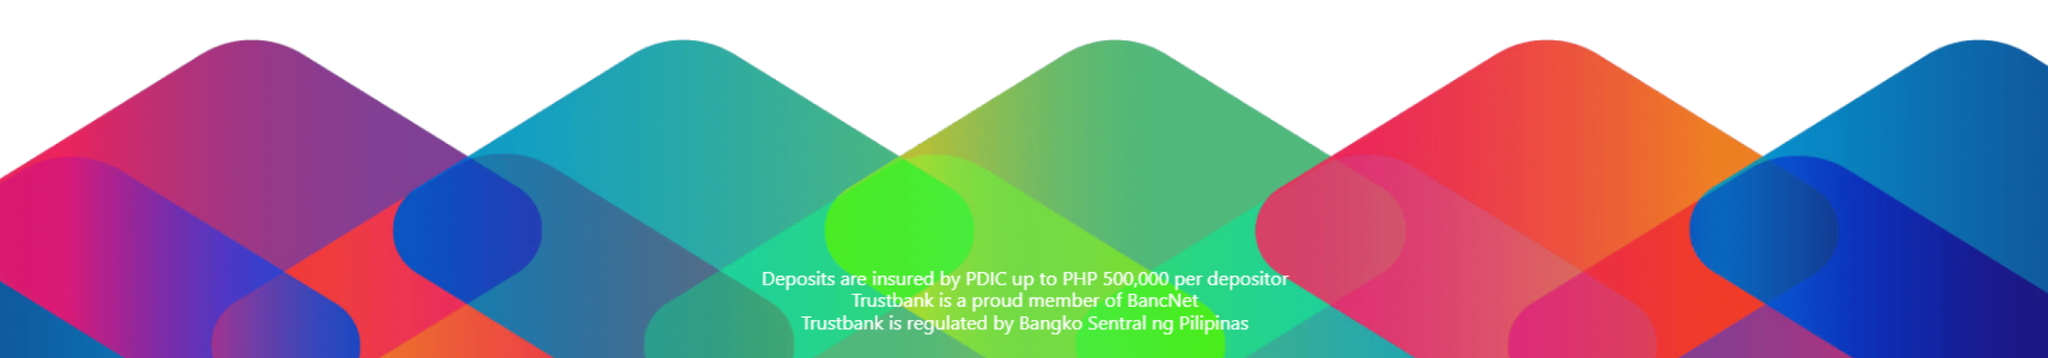 Deposits are insured by PDIC up to PHP 500,000 per depositor
Trustbank is a proud member of BancNet
Trustbank is regulated by Bangko Sentral ng Pilipinas